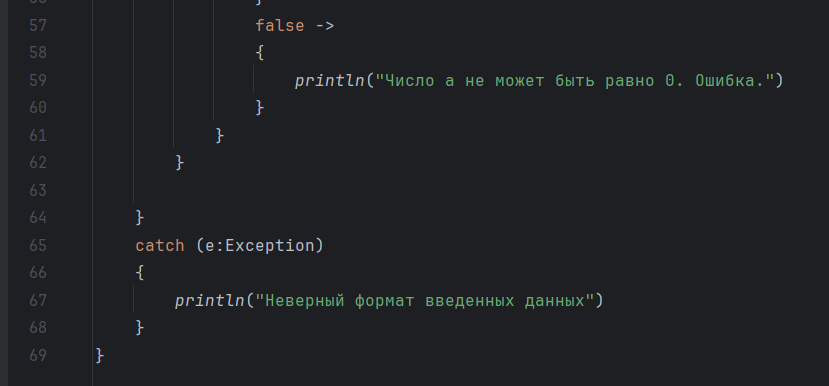 57 false ->
58 {
59 println("Число а не может быть равно 0. Ошибка.")
60 }
61 }
62 }
63
64 }
65 catch (e:Exception)
66 {
67 println("Неверный формат введенных данных")
68 }
69 }